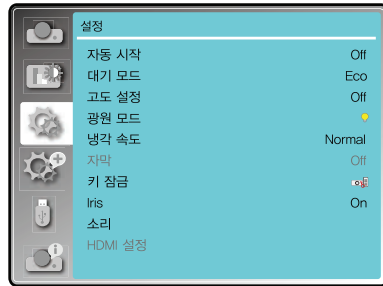 설정
자동 시작 Off
대기 모드 Eco
고도 설정 Off
광원 모드
냉각 속도 Normal
자막 Off
키 잠금
Iris On
소리
HDMI 설정